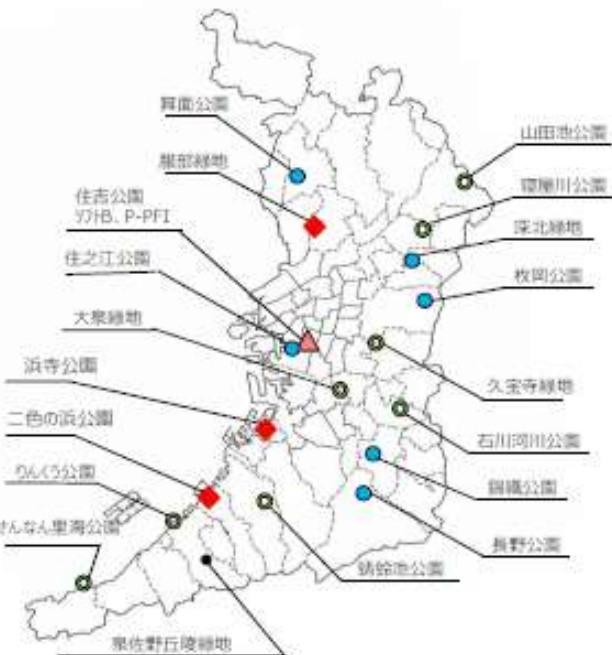 箕面公園
服部緑地
住吉公園
ソフトB、P-PFI
住之江公園
大泉緑地
浜寺公園
二色の浜公園
りんくう公園
せんなん里海公園
泉佐野丘陵緑地
山田池公園
寝屋川公園
深北緑地
枚岡公園
久宝寺緑地
石川河川公園
錦織公園
長野公園
蜻蛉池公園